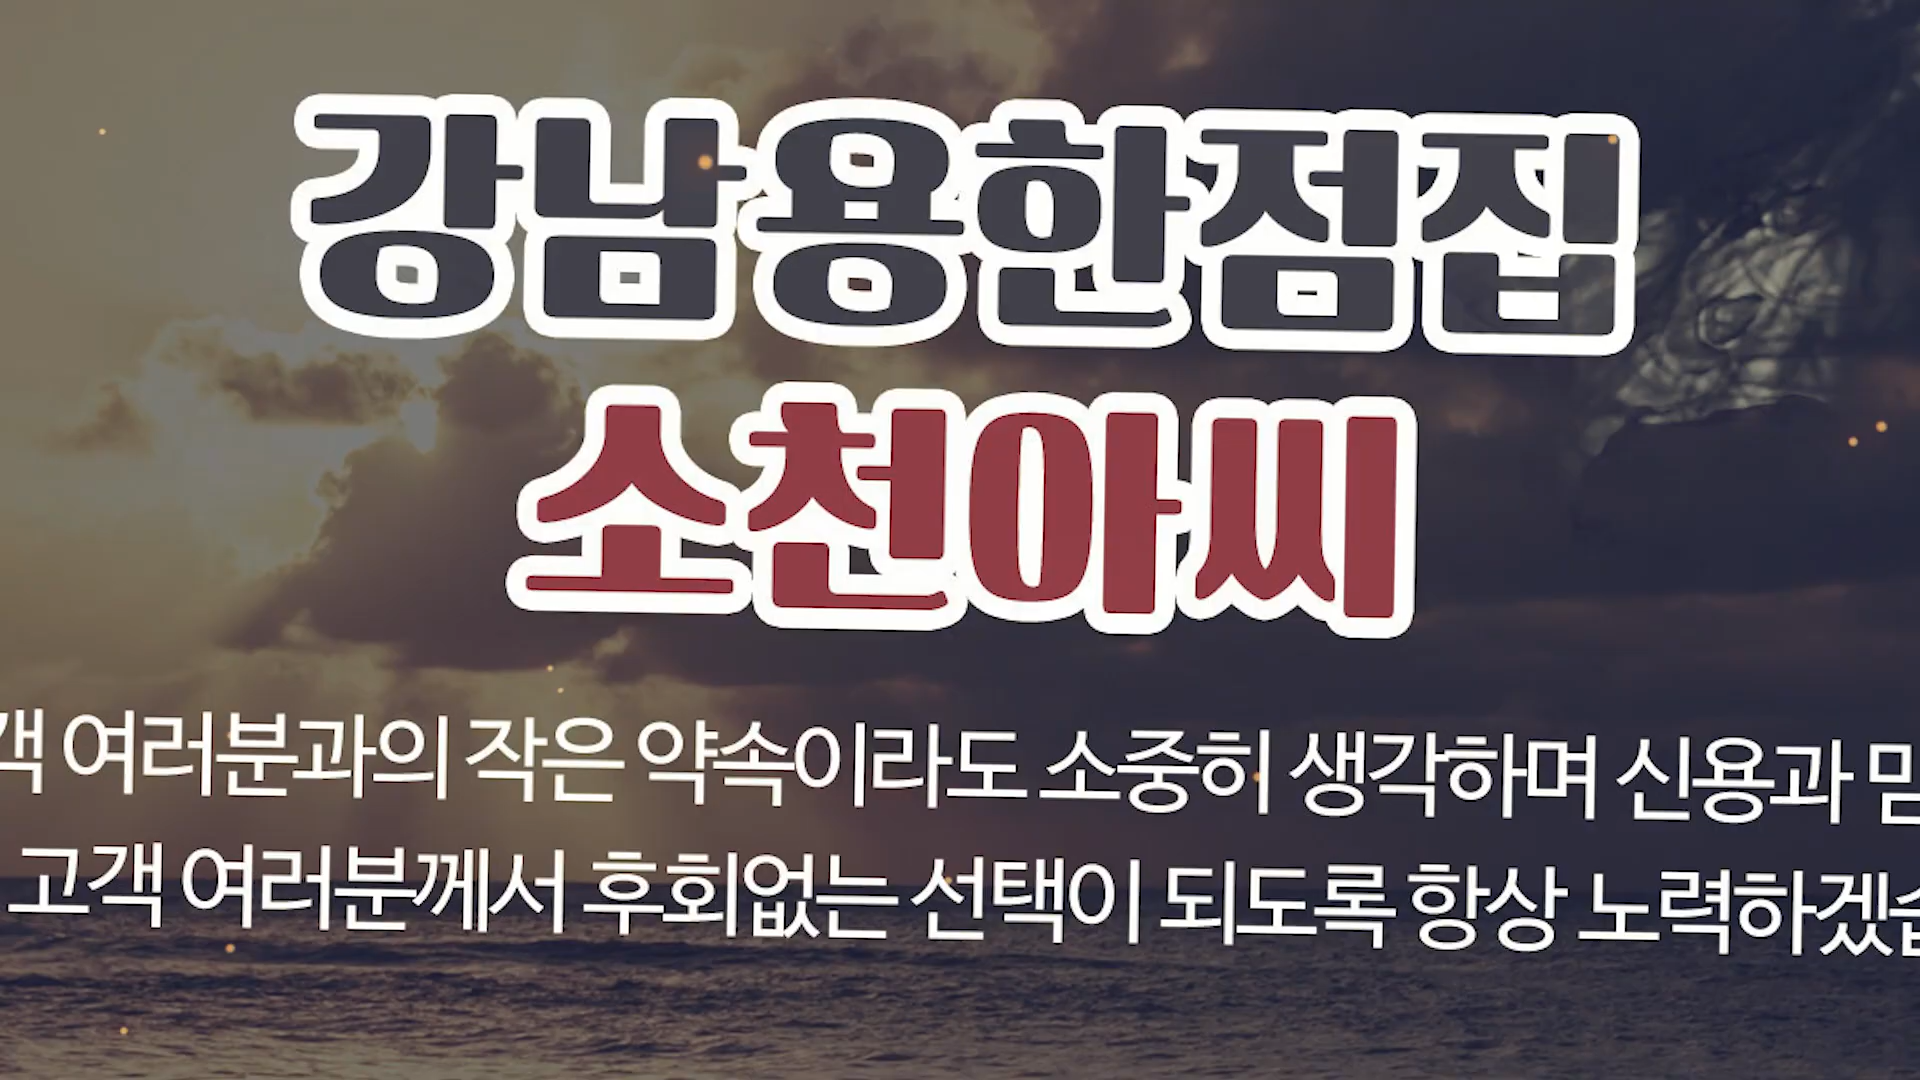 강남용한점집
소천아씨
객 여러분과의 작은 약속이라도 소중히 생각하며 신용과 믿
고객 여러분께서 후회없는 선택이 되도록 항상 노력하겠습